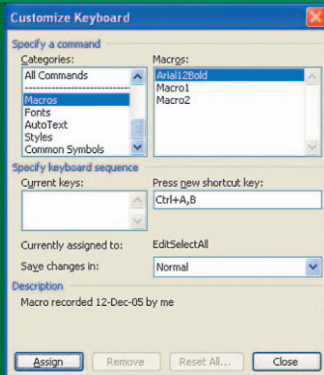 Customize Keyboard
Specify a command
Categories:
Macros:
All Commands
Macros
Fonts
AutoText
Styles
Common Symbols
Arial12Bold
Macro1
Macro2
Specify keyboard sequence
Current keys:
Press new shortcut key:
Ctrl+A,B
Currently assigned to: EditSelectAll
Save changes in: Normal
Description
Macro recorded 12-Dec-05 by me
Assign Remove Reset All... Close